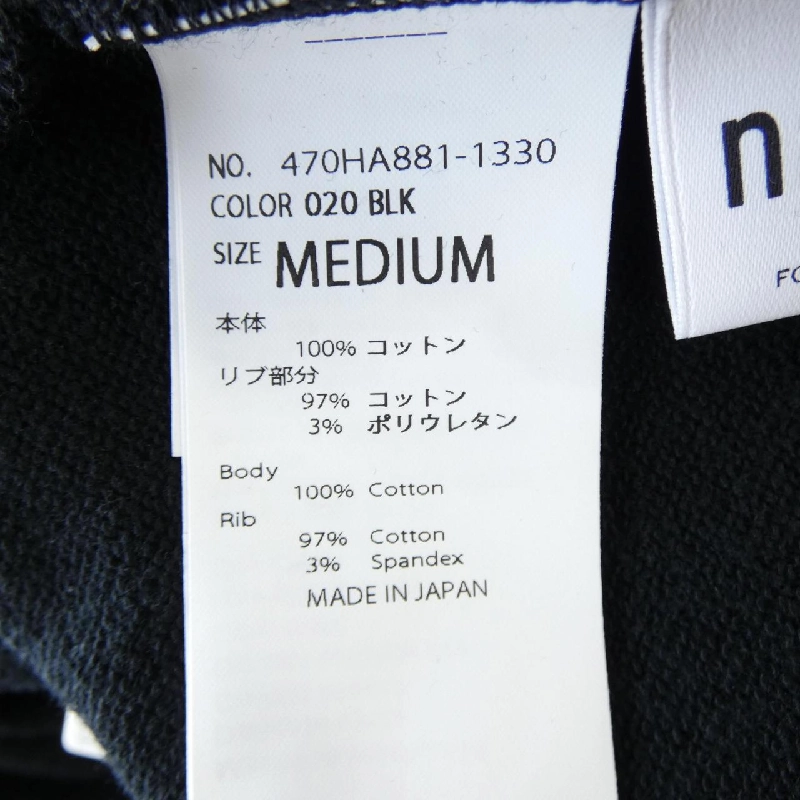 NO. 470HA881-1330
COLOR 020 BLK
SIZE MEDIUM
本体
100% コットン
リブ部分
97% コットン
3% ポリウレタン
Body
100% Cotton
Rib
97% Cotton
3% Spandex
MADE IN JAPAN
n
FO